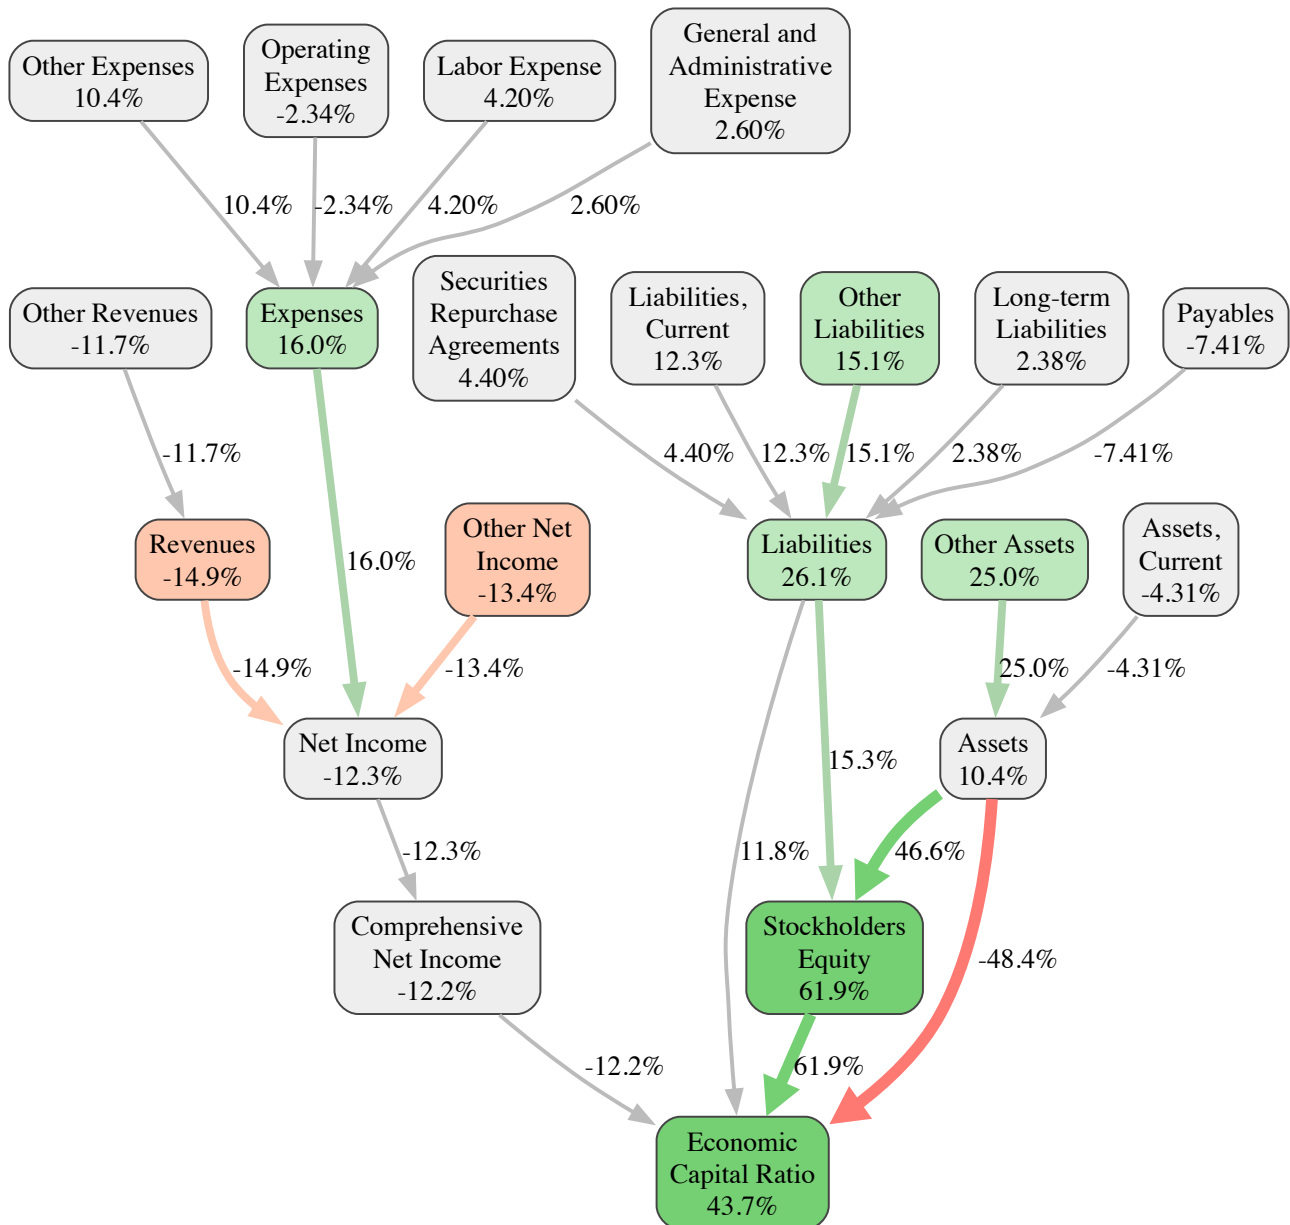 Other Expenses
10.4%
Operating
Expenses
-2.34%
Labor Expense
4.20%
General and
Administrative
Expense
2.60%
10.4%
-2.34%
4.20%
2.60%
Other Revenues
-11.7%
Expenses
16.0%
Securities
Repurchase
Agreements
4.40%
Liabilities,
Current
12.3%
Other
Liabilities
15.1%
Long-term
Liabilities
2.38%
Payables
-7.41%
-11.7%
4.40%
12.3%
15.1%
2.38%
-7.41%
Revenues
-14.9%
16.0%
Other Net
Income
-13.4%
Liabilities
26.1%
Other Assets
25.0%
Assets,
Current
-4.31%
-14.9%
-13.4%
25.0%
-4.31%
Net Income
-12.3%
15.3%
Assets
10.4%
-12.3%
11.8%
46.6%
Comprehensive
Net Income
-12.2%
Stockholders
Equity
61.9%
-48.4%
-12.2%
61.9%
Economic
Capital Ratio
43.7%